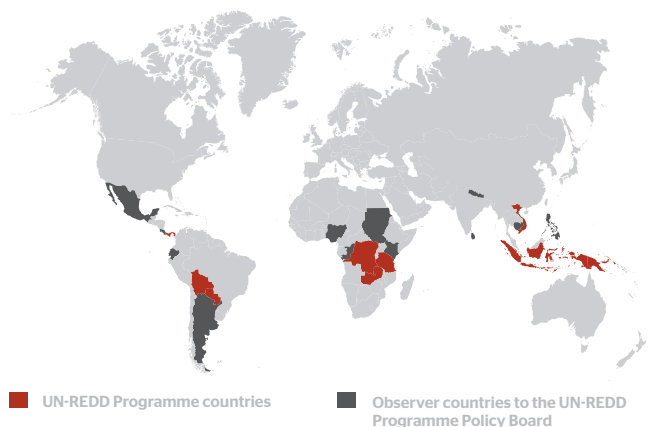 UN-REDD Programme countries
Observer countries to the UN-REDD
Programme Policy Board